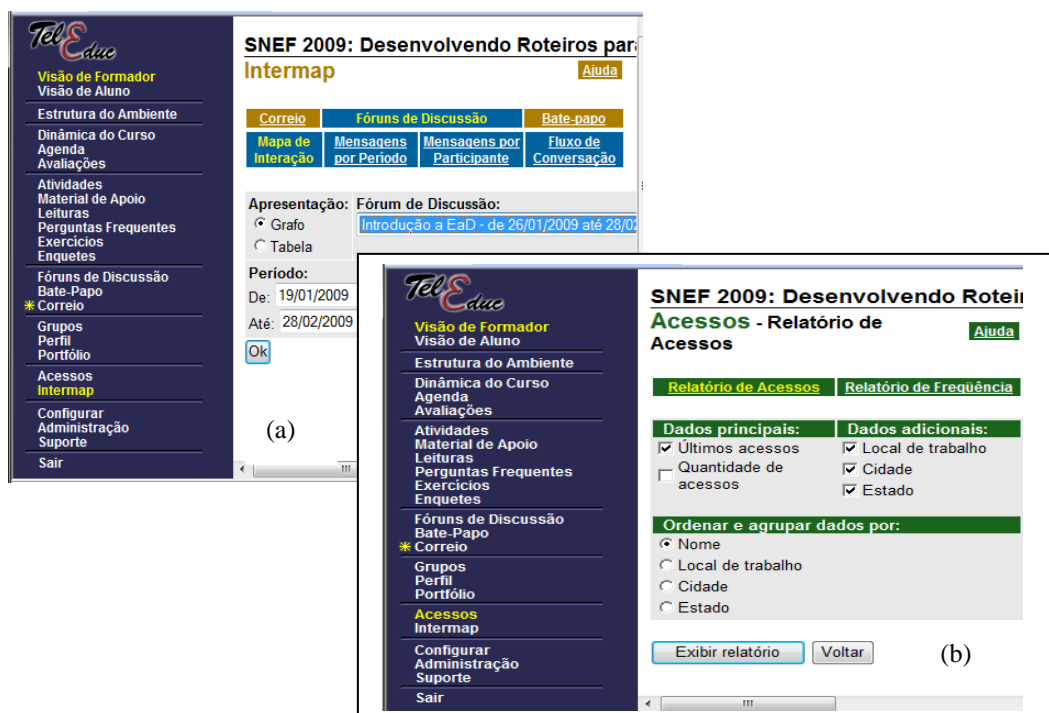 TelEduc
Visão de Formador
Visão de Aluno
Estrutura do Ambiente
Dinâmica do Curso
Agenda
Avaliações
Atividades
Material de Apoio
Leituras
Perguntas Frequentes
Exercícios
Enquetes
Fóruns de Discussão
Bate-Papo
Correio
Grupos
Perfil
Portfólio
Acessos
Intermap
Configurar
Administração
Suporte
Sair
SNEF 2009: Desenvolvendo Roteiros par
Intermap
Ajuda
Correio Fóruns de Discussão Bate-papo
Mapa de Mensagens Mensagens por Fluxo de
Interação por Período Participante Conversação
Apresentação: Fórum de Discussão:
Grafo Introdução a EaD - de 26/01/2009 até 28/02
Tabela
Período:
De: 19/01/2009
Até: 28/02/2009
Ok
(a)
TelEduc
Visão de Formador
Visão de Aluno
Estrutura do Ambiente
Dinâmica do Curso
Agenda
Avaliações
Atividades
Material de Apoio
Leituras
Perguntas Frequentes
Exercícios
Enquetes
Fóruns de Discussão
Bate-Papo
Correio
Grupos
Perfil
Portfólio
Acessos
Intermap
Configurar
Administração
Suporte
Sair
SNEF 2009: Desenvolvendo Rotei
Acessos - Relatório de
Acessos
Ajuda
Relatório de Acessos Relatório de Freqüência
Dados principais: Dados adicionais:
Últimos acessos Local de trabalho
Quantidade de Cidade
acessos Estado
Ordenar e agrupar dados por:
Nome
Local de trabalho
Cidade
Estado
Exibir relatório Voltar
(b)